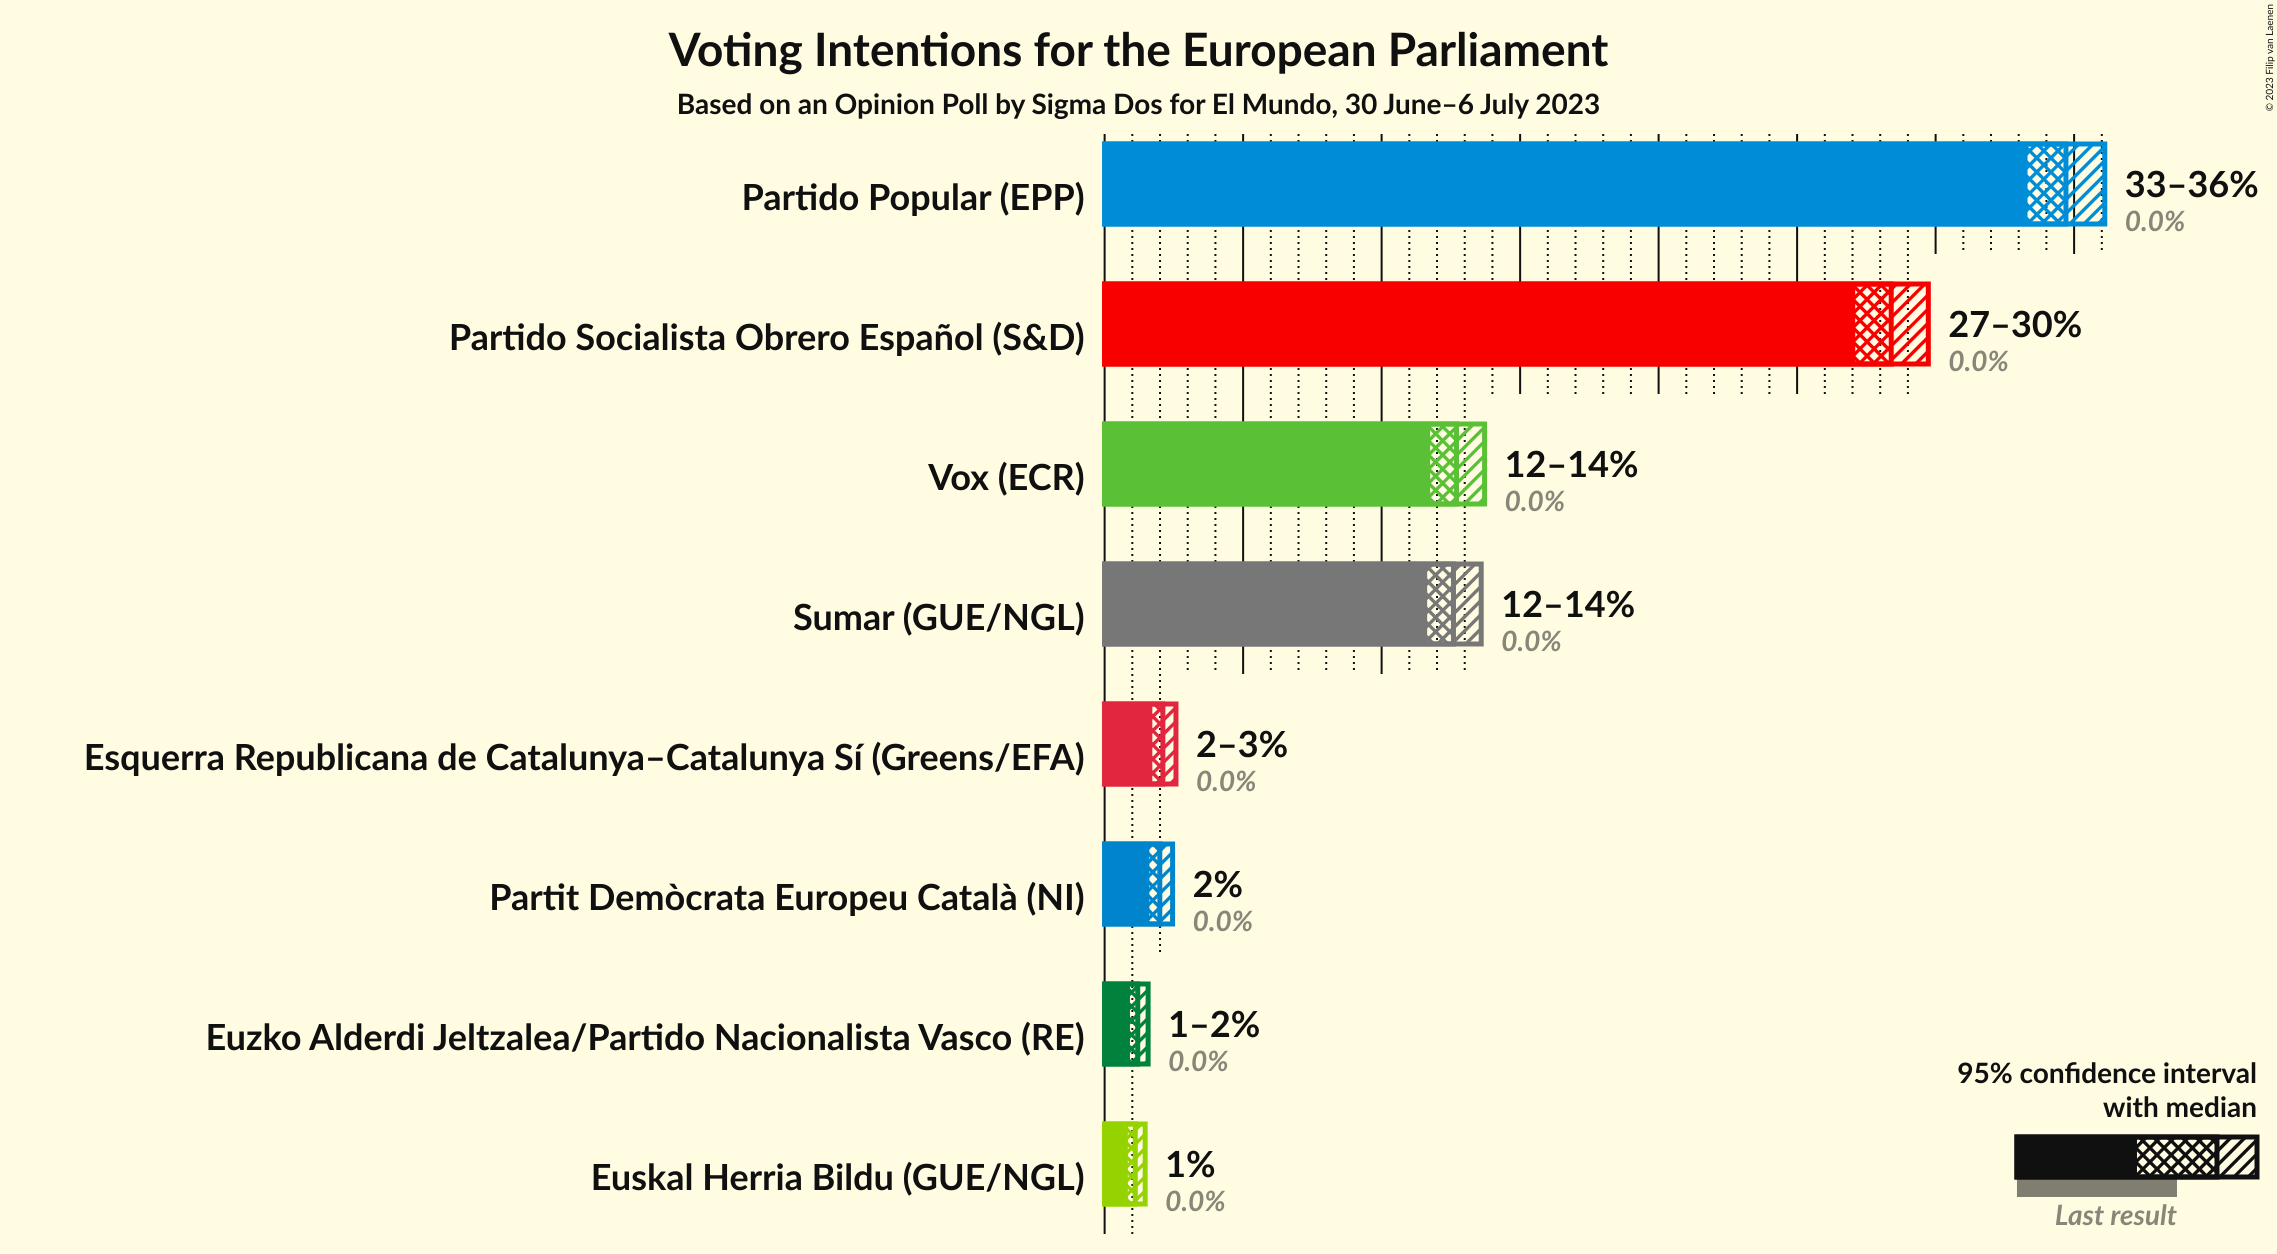 Voting Intentions for the European Parliament
Based on an Opinion Poll by Sigma Dos for El Mundo, 30 June–6 July 2023
© 2023 Filip van Laenen
Partido Popular (EPP)
33–36%
0.0%
Partido Socialista Obrero Español (S&D)
27–30%
0.0%
Vox (ECR)
12–14%
0.0%
Sumar (GUE/NGL)
12–14%
0.0%
Esquerra Republicana de Catalunya–Catalunya Sí (Greens/EFA)
2–3%
0.0%
Partit Demòcrata Europeu Català (NI)
2%
0.0%
Euzko Alderdi Jeltzalea/Partido Nacionalista Vasco (RE)
1–2%
0.0%
Euskal Herria Bildu (GUE/NGL)
1%
0.0%
95% confidence interval
with median
Last result